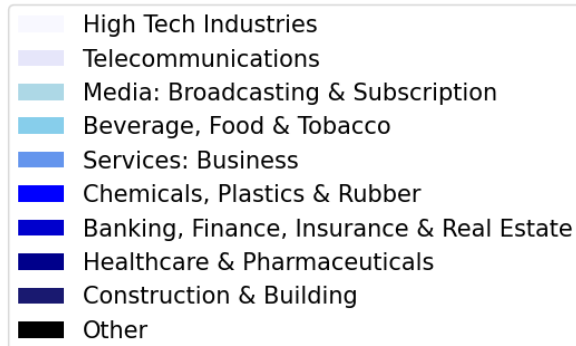 High Tech Industries
Telecommunications
Media: Broadcasting & Subscription
Beverage, Food & Tobacco
Services: Business
Chemicals, Plastics & Rubber
Banking, Finance, Insurance & Real Estate
Healthcare & Pharmaceuticals
Construction & Building
Other